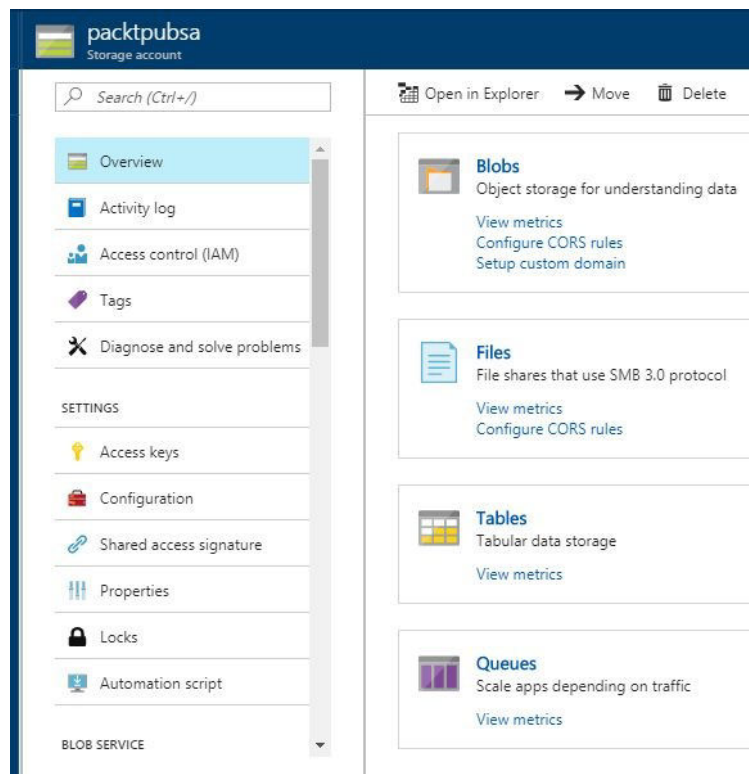 packtpubsa
Storage account
Search (Ctrl+/)
Overview
Activity log
Access control (IAM)
Tags
Diagnose and solve problems
SETTINGS
Access keys
Configuration
Shared access signature
Properties
Locks
Automation script
BLOB SERVICE
Open in Explorer Move Delete
Blobs
Object storage for understanding data
View metrics
Configure CORS rules
Setup custom domain
Files
File shares that use SMB 3.0 protocol
View metrics
Configure CORS rules
Tables
Tabular data storage
View metrics
Queues
Scale apps depending on traffic
View metrics